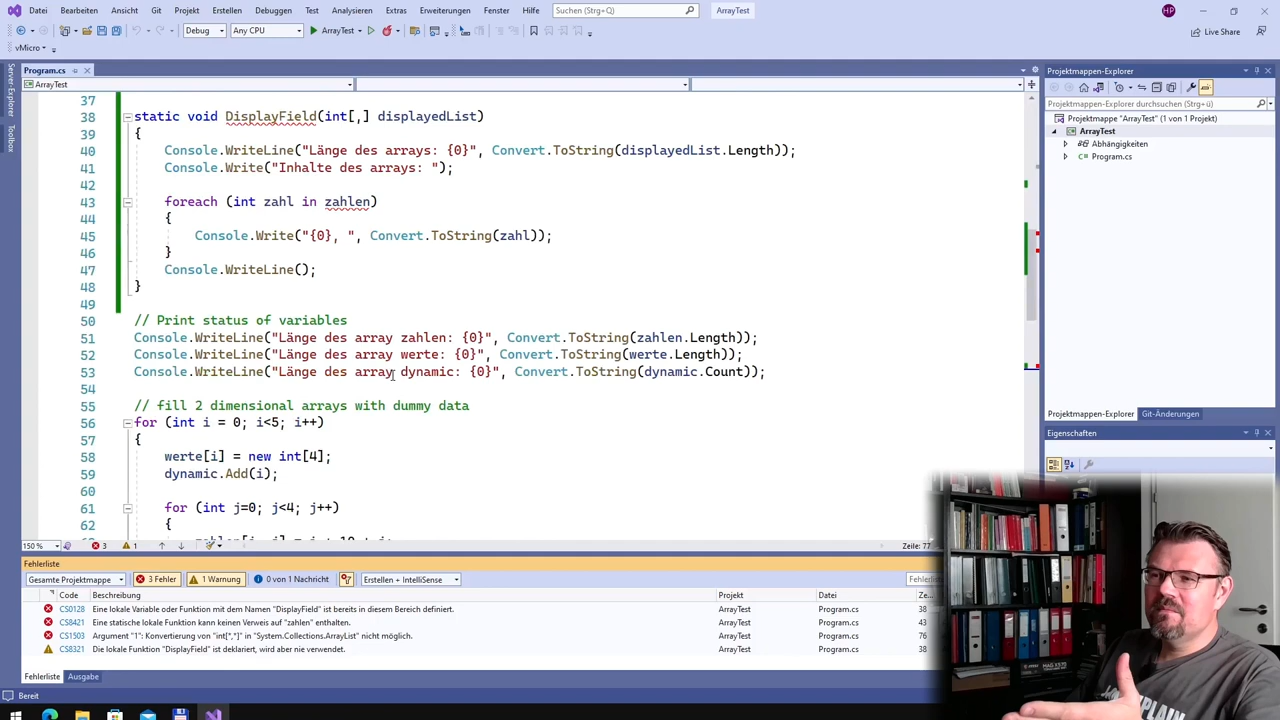 Datei Bearbeiten Ansicht Git Projekt Erstellen Debuggen Test Analysieren Extras Erweiterungen Fenster Hilfe Suchen (Strg+Q) ArrayTest HP
Debug Any CPU ArrayTest Live Share
vMicro
Server-Explorer
Toolbox
Program.cs
ArrayTest
37
38 static void DisplayField(int[,] displayedList)
39 {
40 Console.WriteLine("Länge des arrays: {0}", Convert.ToString(displayedList.Length));
41 Console.Write("Inhalte des arrays: ");
42
43 foreach (int zahl in zahlen)
44 {
45 Console.Write("{0}, ", Convert.ToString(zahl));
46 }
47 Console.WriteLine();
48 }
49
50 // Print status of variables
51 Console.WriteLine("Länge des array zahlen: {0}", Convert.ToString(zahlen.Length));
52 Console.WriteLine("Länge des array werte: {0}", Convert.ToString(werte.Length));
53 Console.WriteLine("Länge des array dynamic: {0}", Convert.ToString(dynamic.Count));
54
55 // fill 2 dimensional arrays with dummy data
56 for (int i = 0; i<5; i++)
57 {
58 werte[i] = new int[4];
59 dynamic.Add(i);
60
61 for (int j=0; j<4; j++)
62 {
150 % 3 1 Zeile: 77
Projektmappen-Explorer
Projektmappen-Explorer durchsuchen (Strg+ü)
Projektmappe "ArrayTest" (1 von 1 Projekt)
ArrayTest
Abhängigkeiten
Program.cs
Projektmappen-Explorer Git-Änderungen
Eigenschaften
Fehlerliste
Gesamte Projektmappe 3 Fehler 1 Warnung 0 von 1 Nachricht Erstellen + IntelliSense Fehlerlist
Code Beschreibung Projekt Datei Ze...
CS0128 Eine lokale Variable oder Funktion mit dem Namen "DisplayField" ist bereits in diesem Bereich definiert. ArrayTest Program.cs 38
CS8421 Eine statische lokale Funktion kann keinen Verweis auf "zahlen" enthalten. ArrayTest Program.cs 43
CS1503 Argument "1": Konvertierung von "int[*,*]" in "System.Collections.ArrayList" nicht möglich. ArrayTest Program.cs 76
CS8321 Die lokale Funktion "DisplayField" ist deklariert, wird aber nie verwendet. ArrayTest Program.cs 38
Fehlerliste Ausgabe
Bereit